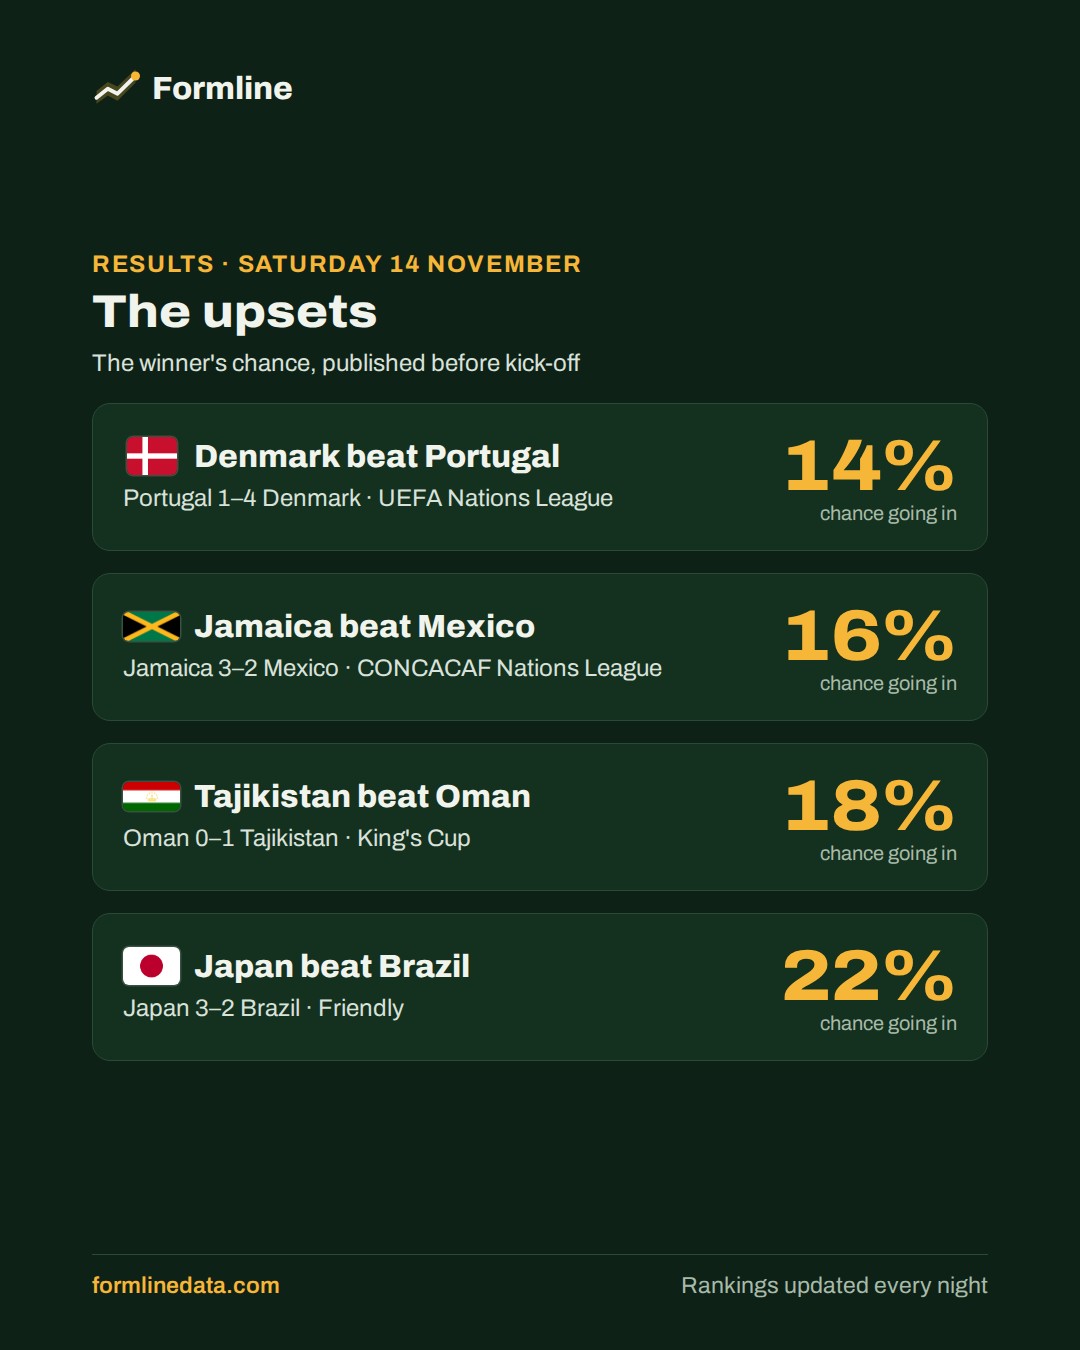 Formline
RESULTS · SATURDAY 14 NOVEMBER
The upsets
The winner's chance, published before kick-off
Denmark beat Portugal
Portugal 1–4 Denmark · UEFA Nations League
14%
chance going in
Jamaica beat Mexico
Jamaica 3–2 Mexico · CONCACAF Nations League
16%
chance going in
Tajikistan beat Oman
Oman 0–1 Tajikistan · King's Cup
18%
chance going in
Japan beat Brazil
Japan 3–2 Brazil · Friendly
22%
chance going in
formlinedata.com
Rankings updated every night